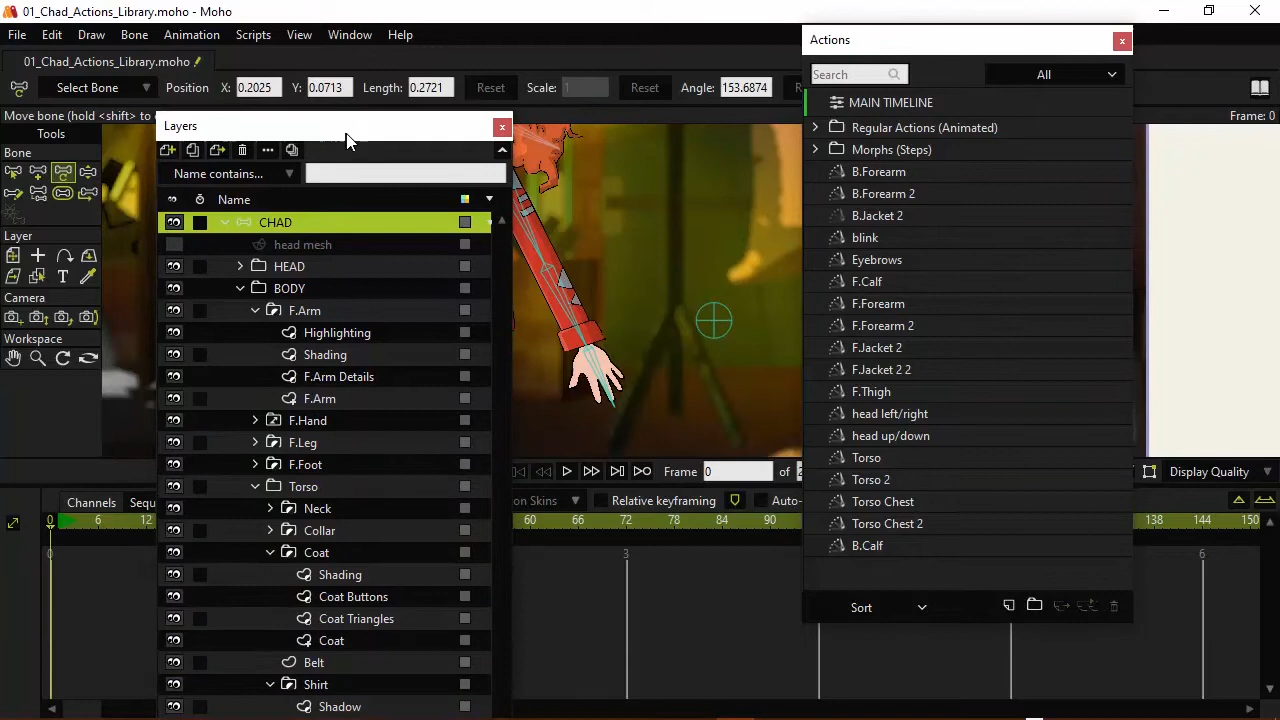 01_Chad_Actions_Library.moho - Moho
File Edit Draw Bone Animation Scripts View Window Help
01_Chad_Actions_Library.moho
Select Bone Position X: 0.2025 Y: 0.0713 Length: 0.2721 Reset Scale: 1 Reset Angle: 153.6874
Move bone (hold <shift> to
Frame: 0
Tools
Bone
Layer
Camera
Workspace
Layers
Name contains...
Name
CHAD
head mesh
HEAD
BODY
F.Arm
Highlighting
Shading
F.Arm Details
F.Arm
F.Hand
F.Leg
F.Foot
Torso
Neck
Collar
Coat
Shading
Coat Buttons
Coat Triangles
Coat
Belt
Shirt
Shadow
Actions
Search All
MAIN TIMELINE
Regular Actions (Animated)
Morphs (Steps)
B.Forearm
B.Forearm 2
B.Jacket 2
blink
Eyebrows
F.Calf
F.Forearm
F.Forearm 2
F.Jacket 2
F.Jacket 2 2
F.Thigh
head left/right
head up/down
Torso
Torso 2
Torso Chest
Torso Chest 2
B.Calf
Sort
Frame 0 of
Display Quality
Channels
Relative keyframing
0 6 12 60 66 72 78 84 90 138 144 150
0 3 6